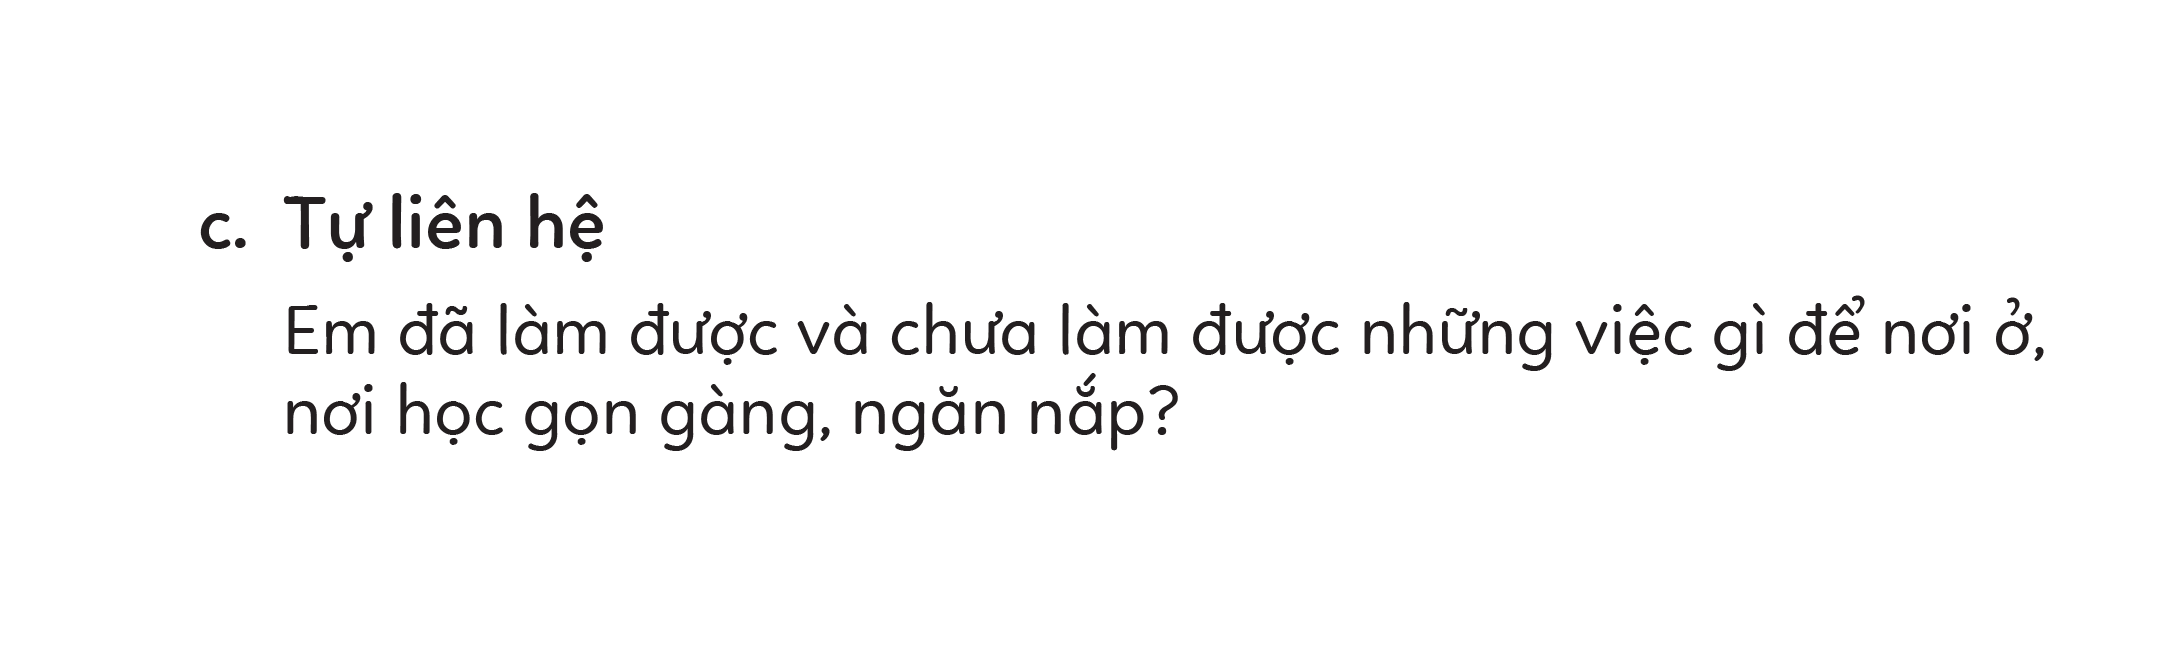 c. Tự liên hệ
Em đã làm được và chưa làm được những việc gì để nơi ở,
nơi học gọn gàng, ngăn nắp?